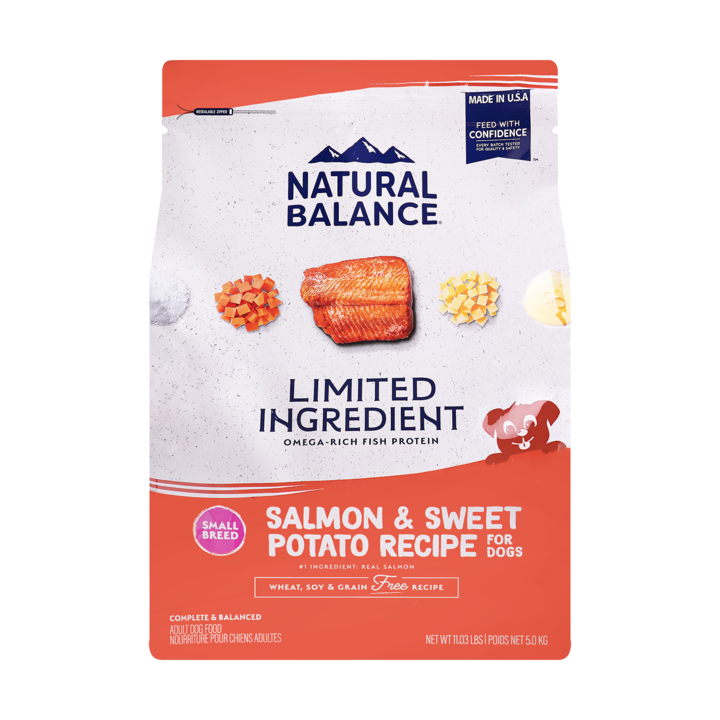 RESEALABLE ZIPPER
MADE IN U.S.A
FEED WITH
CONFIDENCE
EVERY BATCH TESTED
FOR QUALITY & SAFETY
SM
NATURAL
BALANCE®
LIMITED
INGREDIENT
OMEGA-RICH FISH PROTEIN
SMALL
BREED
SALMON & SWEET
POTATO RECIPE FOR
DOGS
#1 INGREDIENT: REAL SALMON
WHEAT, SOY & GRAIN Free RECIPE
COMPLETE & BALANCED
ADULT DOG FOOD
NOURRITURE POUR CHIENS ADULTES
NET WT 11.03 LBS | POIDS NET 5.0 KG